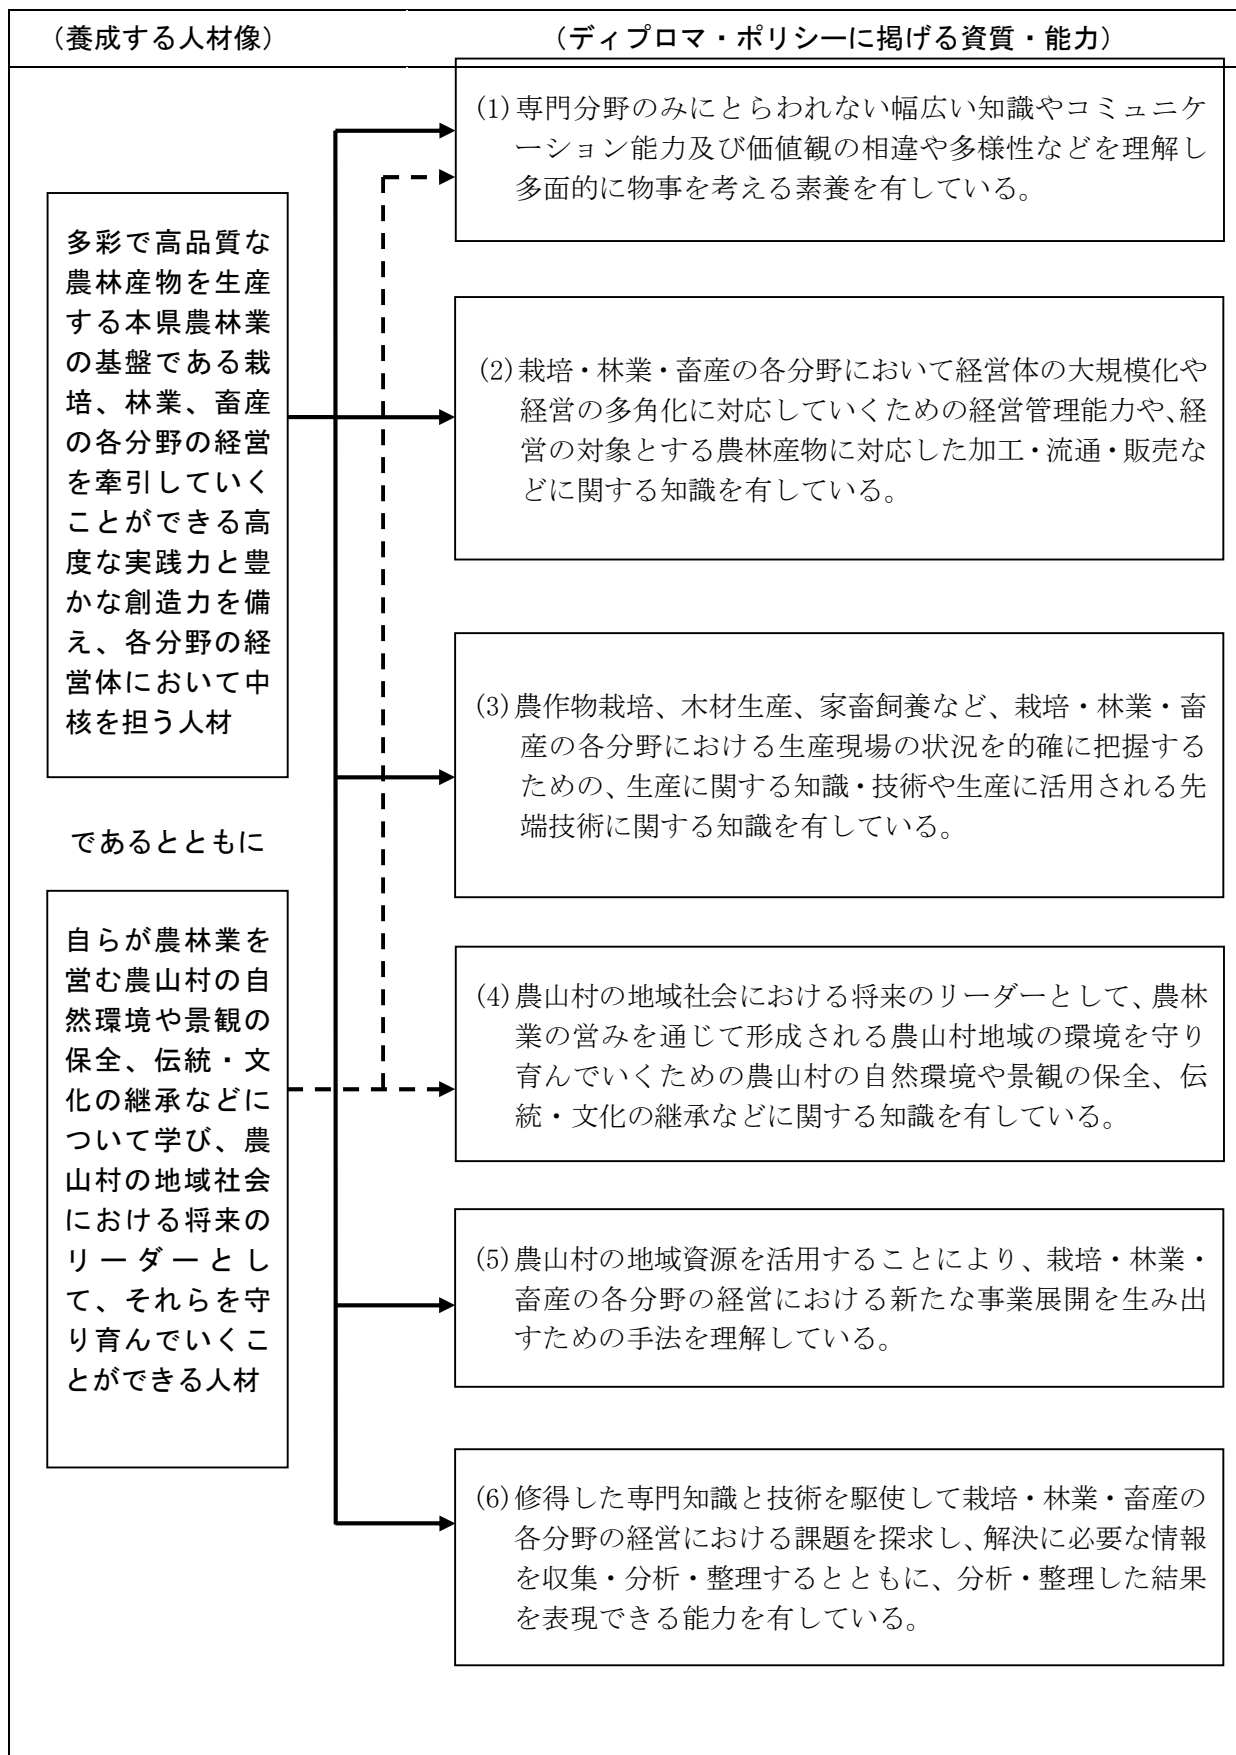 （養成する人材像）
（ディプロマ・ポリシーに掲げる資質・能力）
多彩で高品質な
農林産物を生産
する本県農林業
の基盤である栽
培、林業、畜産
の各分野の経営
を牽引していく
ことができる高
度な実践力と豊
かな創造力を備
え、各分野の経
営体において中
核を担う人材
であるとともに
自らが農林業を
営む農山村の自
然環境や景観の
保全、伝統・文
化の継承などに
ついて学び、農
山村の地域社会
における将来の
リーダーとし
て、それらを守
り育んでいくこ
とができる人材
(1)専門分野のみにとらわれない幅広い知識やコミュニケ
ーション能力及び価値観の相違や多様性などを理解し
多面的に物事を考える素養を有している。
(2)栽培・林業・畜産の各分野において経営体の大規模化や
経営の多角化に対応していくための経営管理能力や、経
営の対象とする農林産物に対応した加工・流通・販売な
どに関する知識を有している。
(3)農作物栽培、木材生産、家畜飼養など、栽培・林業・畜
産の各分野における生産現場の状況を的確に把握する
ための、生産に関する知識・技術や生産に活用される先
端技術に関する知識を有している。
(4)農山村の地域社会における将来のリーダーとして、農林
業の営みを通じて形成される農山村地域の環境を守り
育んでいくための農山村の自然環境や景観の保全、伝
統・文化の継承などに関する知識を有している。
(5)農山村の地域資源を活用することにより、栽培・林業・
畜産の各分野の経営における新たな事業展開を生み出
すための手法を理解している。
(6)修得した専門知識と技術を駆使して栽培・林業・畜産の
各分野の経営における課題を探求し、解決に必要な情報
を収集・分析・整理するとともに、分析・整理した結果
を表現できる能力を有している。